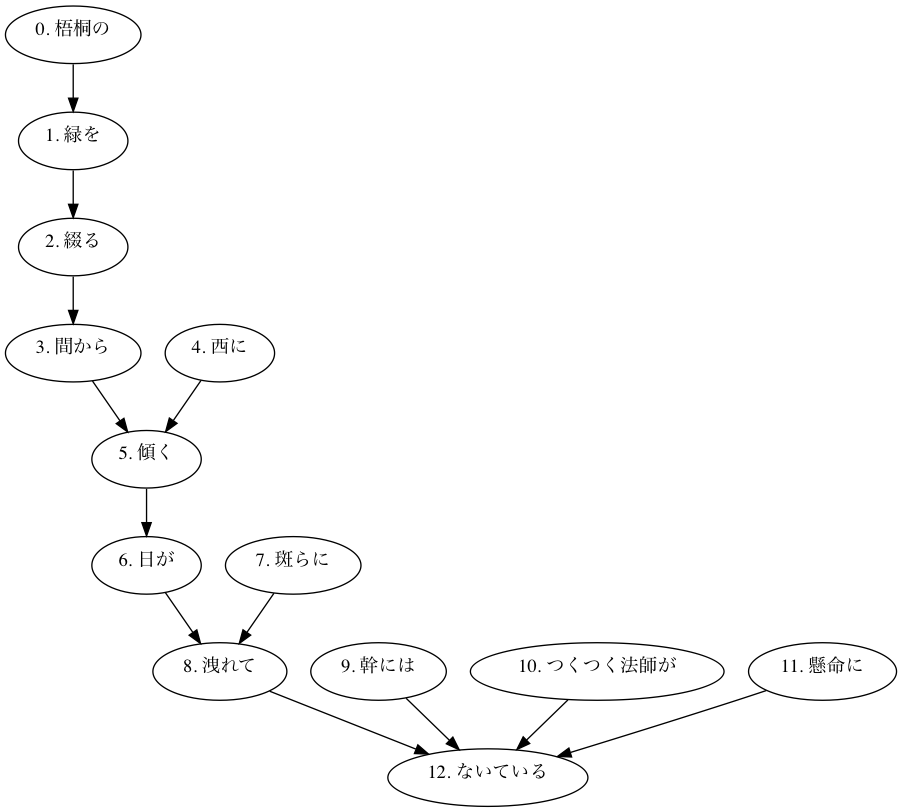 0. 梧桐の
1. 緑を
2. 綴る
3. 間から
4. 西に
5. 傾く
6. 日が
7. 斑らに
8. 洩れて
9. 幹には
10. つくつく法師が
11. 懸命に
12. ないている